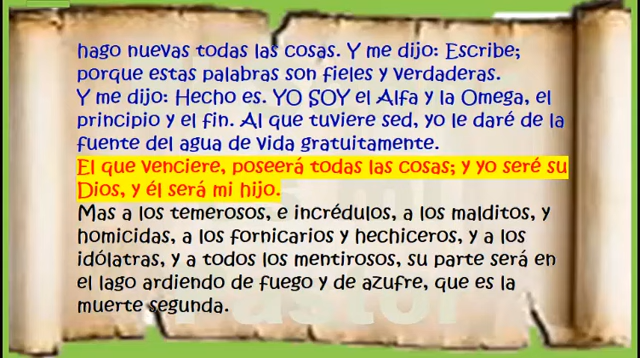 hago nuevas todas las cosas. Y me dijo: Escribe;
porque estas palabras son fieles y verdaderas.
Y me dijo: Hecho es. YO SOY el Alfa y la Omega, el
principio y el fin. Al que tuviere sed, yo le daré de la
fuente del agua de vida gratuitamente.
El que venciere, poseerá todas las cosas; y yo seré su
Dios, y él será mi hijo.
Mas a los temerosos, e incrédulos, a los malditos, y
homicidas, a los fornicarios y hechiceros, y a los
idólatras, y a todos los mentirosos, su parte será en
el lago ardiendo de fuego y de azufre, que es la
muerte segunda.